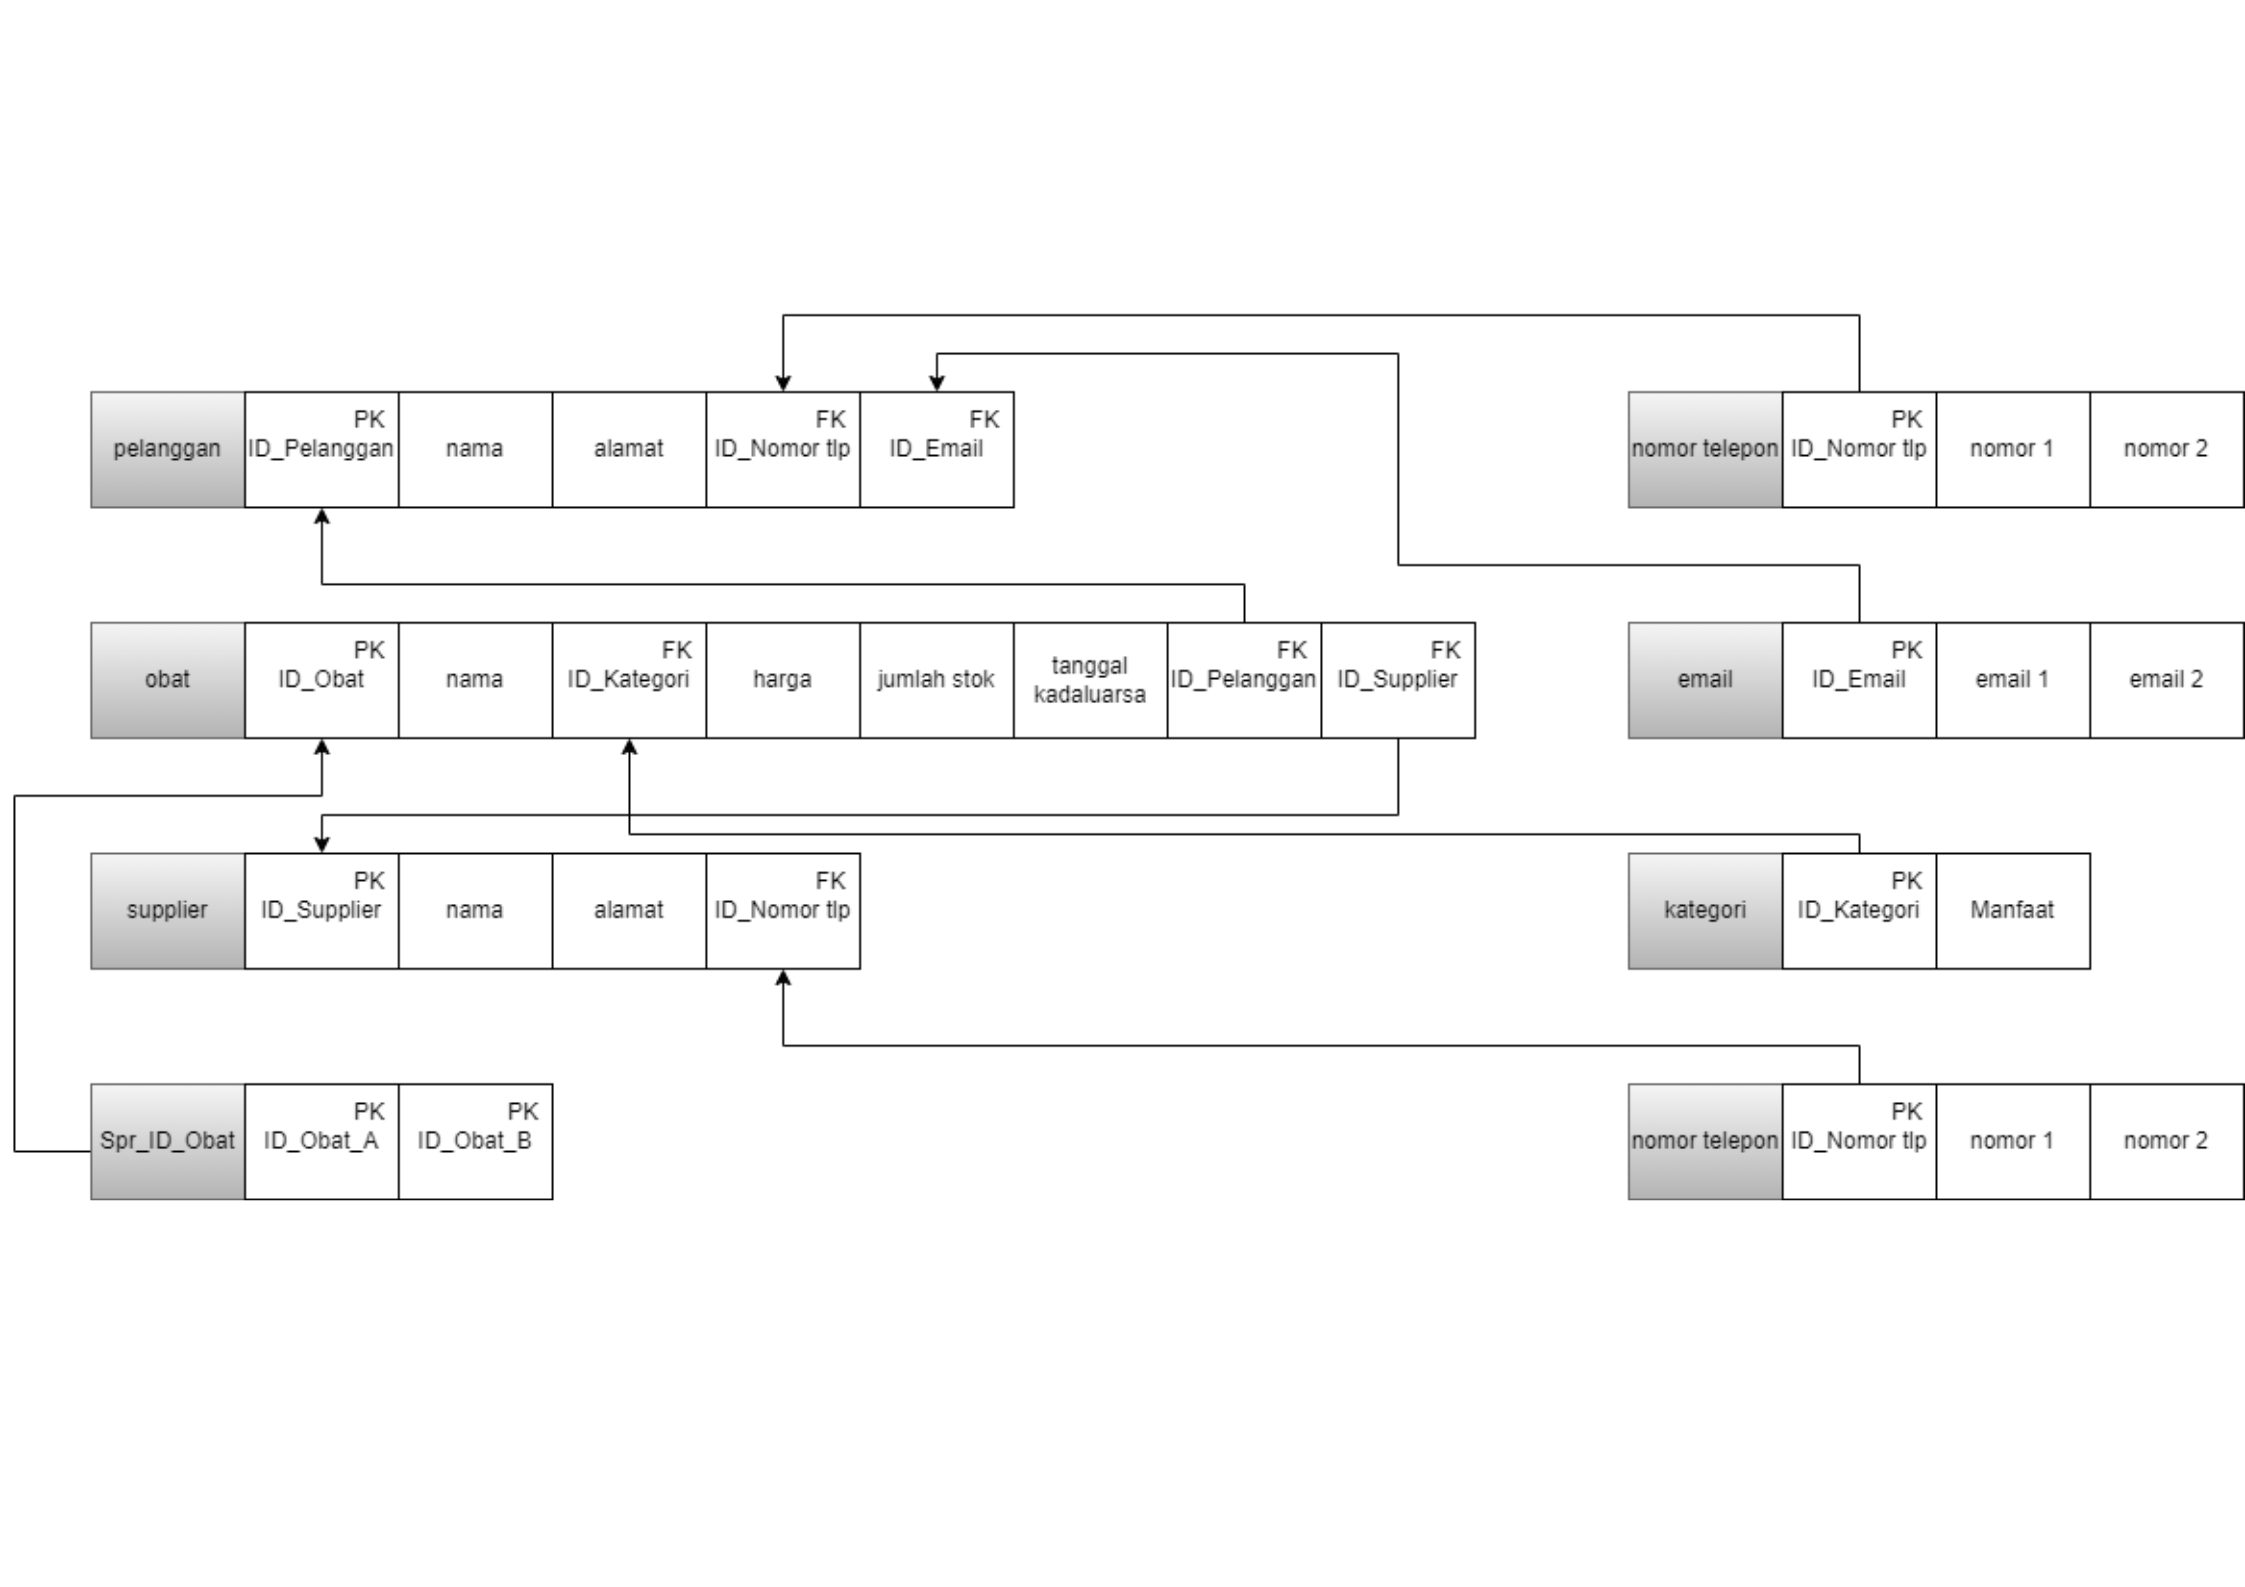 pelanggan
PK
ID_Pelanggan
nama
alamat
FK
ID_Nomor tlp
FK
ID_Email
nomor telepon
PK
ID_Nomor tlp
nomor 1
nomor 2
obat
PK
ID_Obat
nama
FK
ID_Kategori
harga
jumlah stok
tanggal
kadaluarsa
FK
ID_Pelanggan
FK
ID_Supplier
email
PK
ID_Email
email 1
email 2
supplier
PK
ID_Supplier
nama
alamat
FK
ID_Nomor tlp
kategori
PK
ID_Kategori
Manfaat
Spr_ID_Obat
PK
ID_Obat_A
PK
ID_Obat_B
nomor telepon
PK
ID_Nomor tlp
nomor 1
nomor 2